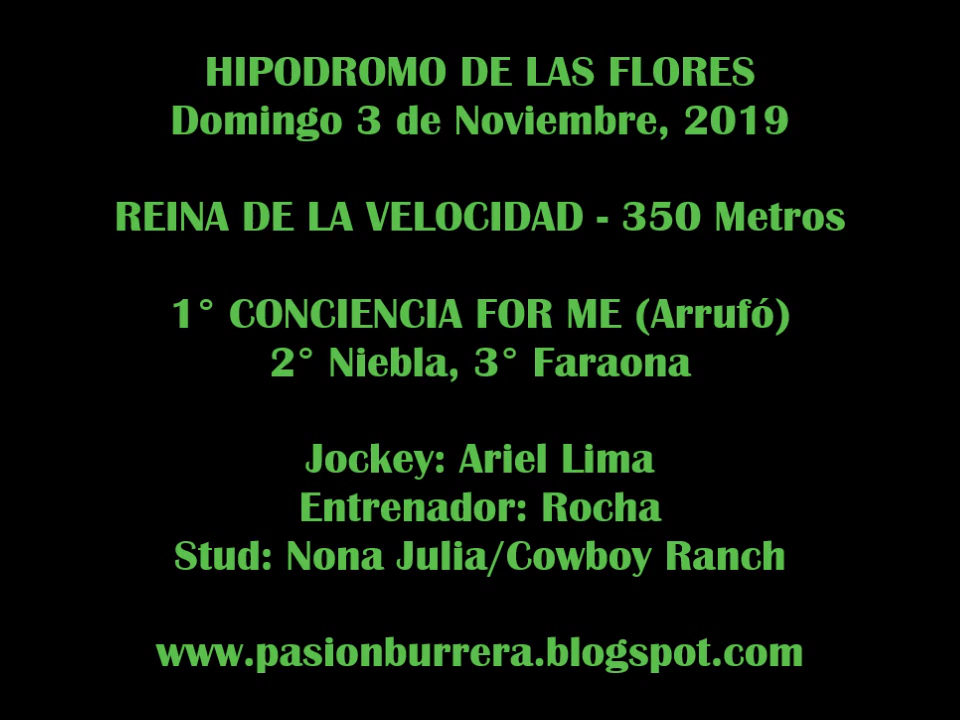 HIPODROMO DE LAS FLORES
Domingo 3 de Noviembre, 2019
REINA DE LA VELOCIDAD - 350 Metros
1° CONCIENCIA FOR ME (Arrufó)
2° Niebla, 3° Faraona
Jockey: Ariel Lima
Entrenador: Rocha
Stud: Nona Julia/Cowboy Ranch
www.pasionburrera.blogspot.com